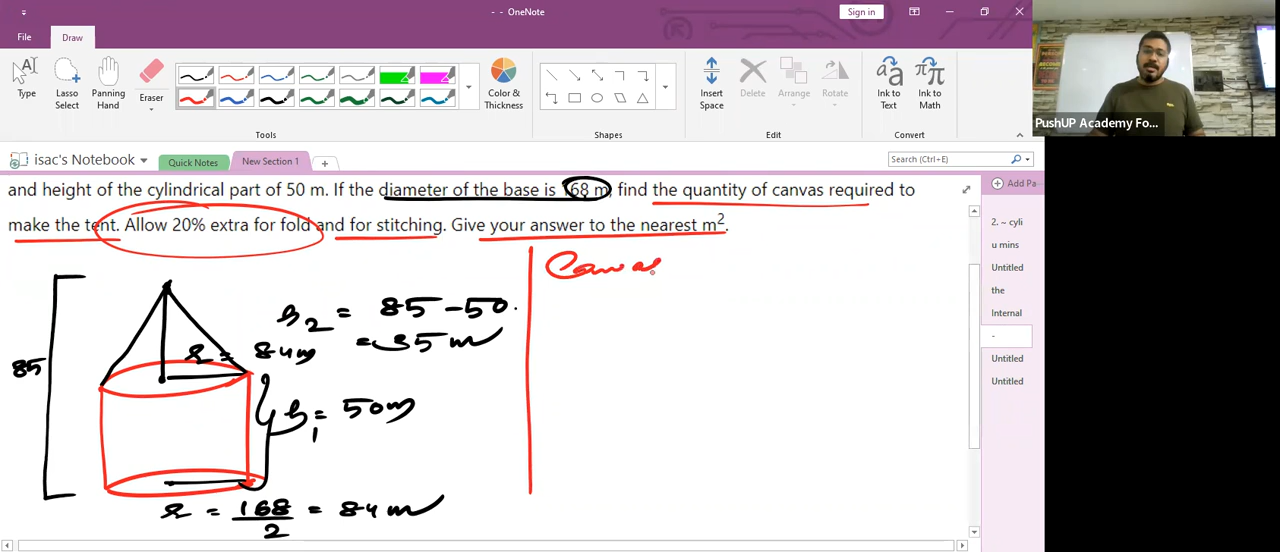 - - OneNote
Sign in
File
Draw
Type
Lasso
Select
Panning
Hand
Eraser
Color &
Thickness
Insert
Space
Delete
Arrange
Rotate
Ink to
Text
Ink to
Math
Tools
Shapes
Edit
Convert
PushUP Academy Fo...
isac's Notebook
Quick Notes
New Section 1
Search (Ctrl+E)
and height of the cylindrical part of 50 m. If the diameter of the base is 168 m, find the quantity of canvas required to
make the tent. Allow 20% extra for fold and for stitching. Give your answer to the nearest m².
Add Pa
2. ~ cyli
u mins
Untitled
the
Internal
-
Untitled
Untitled
Canvas
h₂ = 85 - 50.
= 35 m
r = 84m
85
h₁ = 50m
r = 168/2 = 84 m